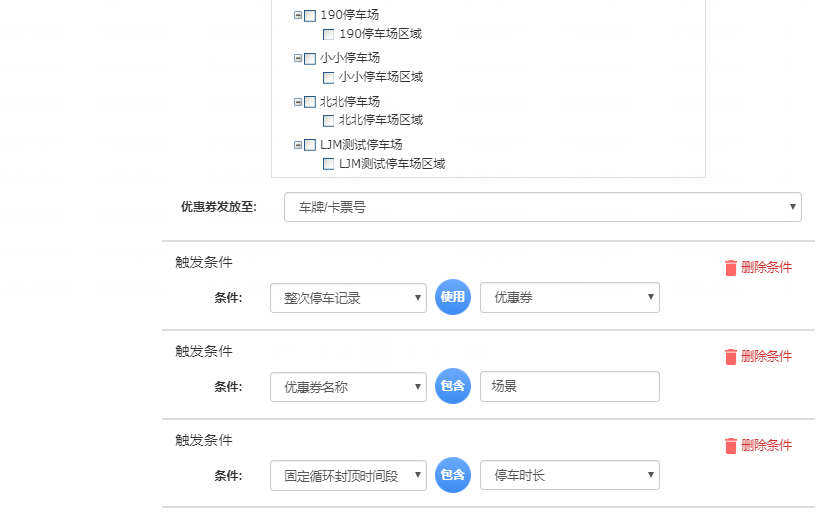 190停车场
190停车场区域
小小停车场
小小停车场区域
北北停车场
北北停车场区域
LJM测试停车场
LJM测试停车场区域
优惠券发放至: 车牌/卡票号
触发条件 删除条件
条件: 整次停车记录 使用 优惠券
触发条件 删除条件
条件: 优惠券名称 包含 场景
触发条件 删除条件
条件: 固定循环封顶时间段 包含 停车时长